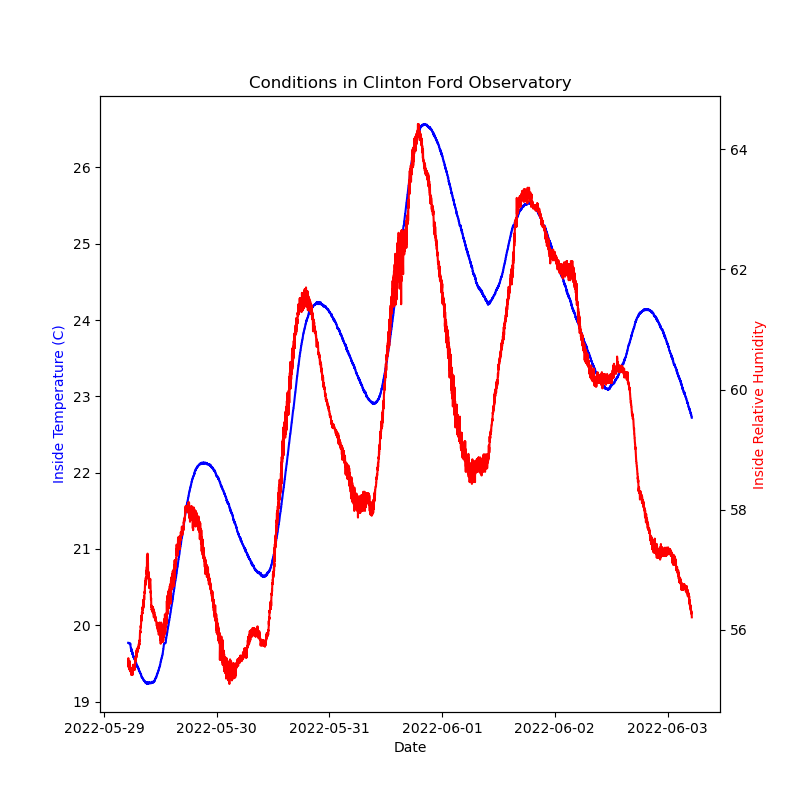 Conditions in Clinton Ford Observatory
Inside Temperature (C)
26
25
24
23
22
21
20
19
64
62
60
58
56
Inside Relative Humidity
2022-05-29 2022-05-30 2022-05-31 2022-06-01 2022-06-02 2022-06-03
Date